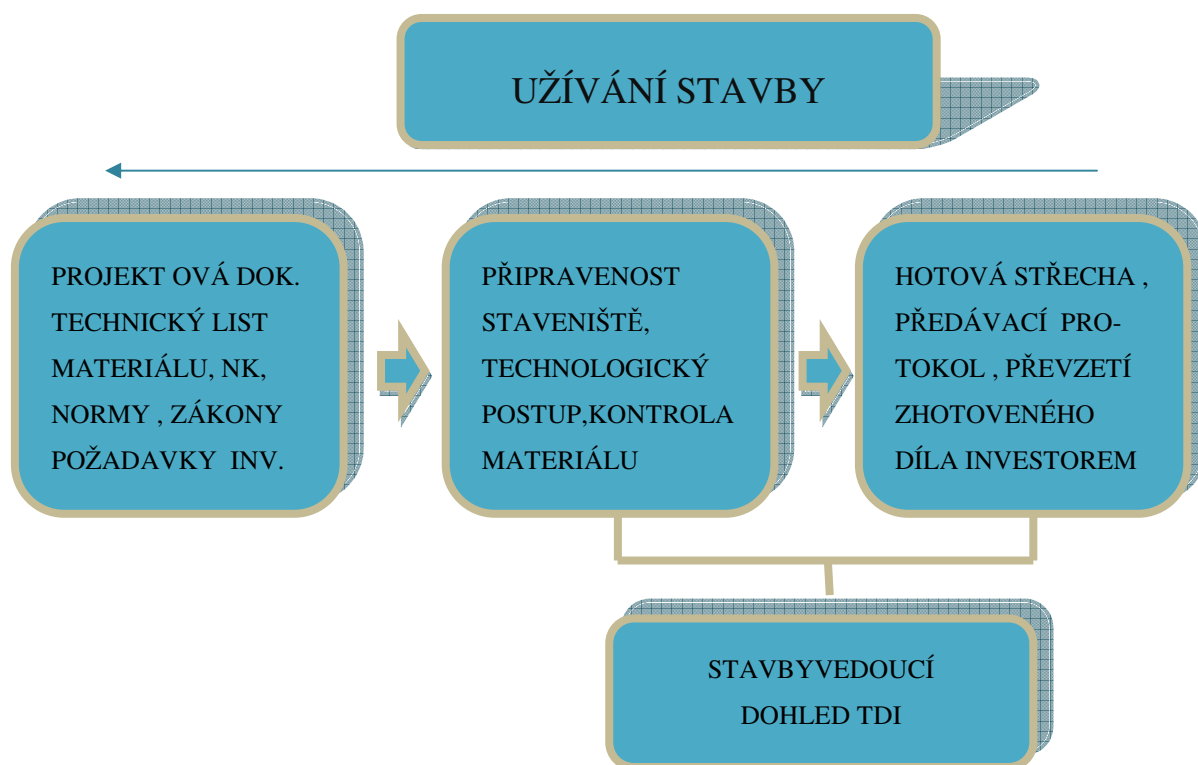 UŽÍVÁNÍ STAVBY
PROJEKT OVÁ DOK.
TECHNICKÝ LIST
MATERIÁLU, NK,
NORMY , ZÁKONY
POŽADAVKY INV.
PŘIPRAVENOST
STAVENIŠTĚ,
TECHNOLOGICKÝ
POSTUP,KONTROLA
MATERIÁLU
HOTOVÁ STŘECHA ,
PŘEDÁVACÍ PRO-
TOKOL , PŘEVZETÍ
ZHOTOVENÉHO
DÍLA INVESTOREM
STAVBYVEDOUCÍ
DOHLED TDI